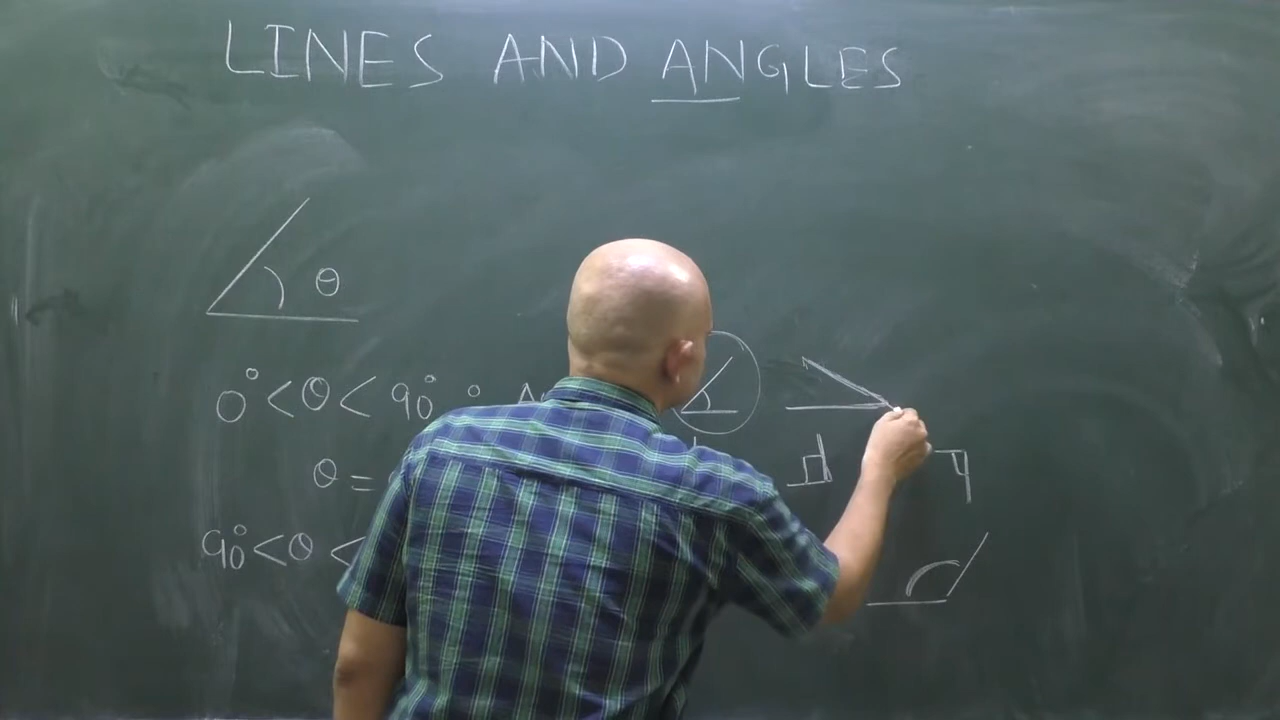 LINES AND ANGLES
θ
0° < θ < 90°
θ =
90° < θ <